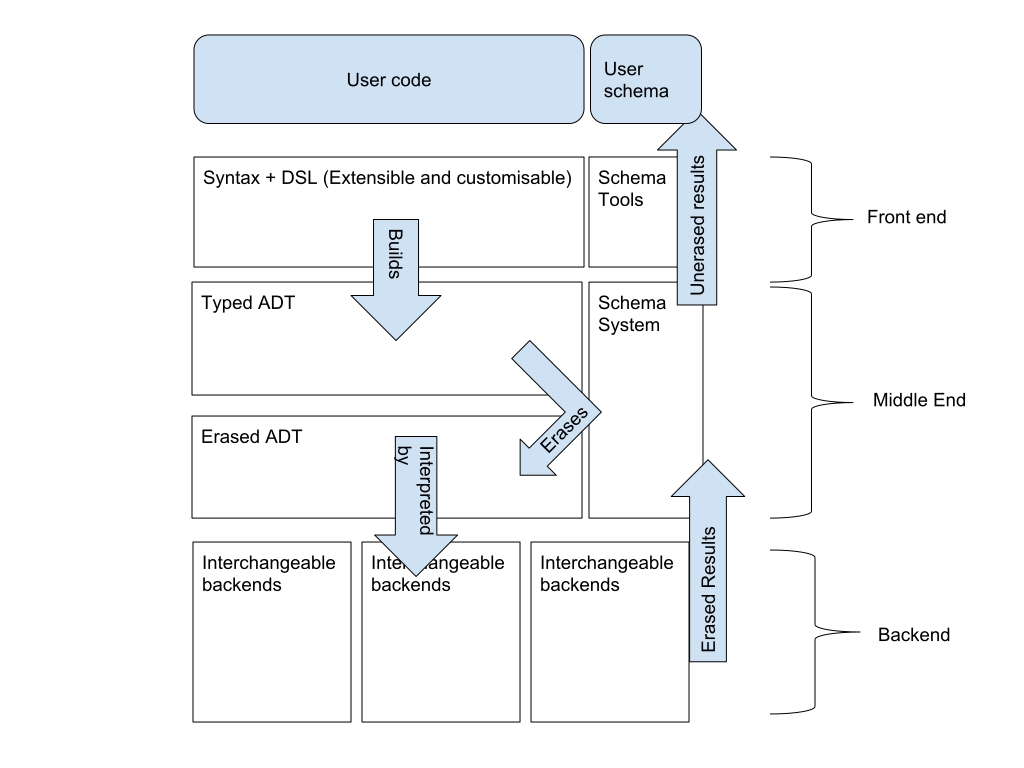 User code
User
schema
Syntax + DSL (Extensible and customisable)
Schema
Tools
Unerased results
Front end
Builds
Typed ADT
Schema
System
Middle End
Erases
Erased ADT
Interpreted
by
Erased Results
Interchangeable
backends
Interchangeable
backends
Interchangeable
backends
Backend